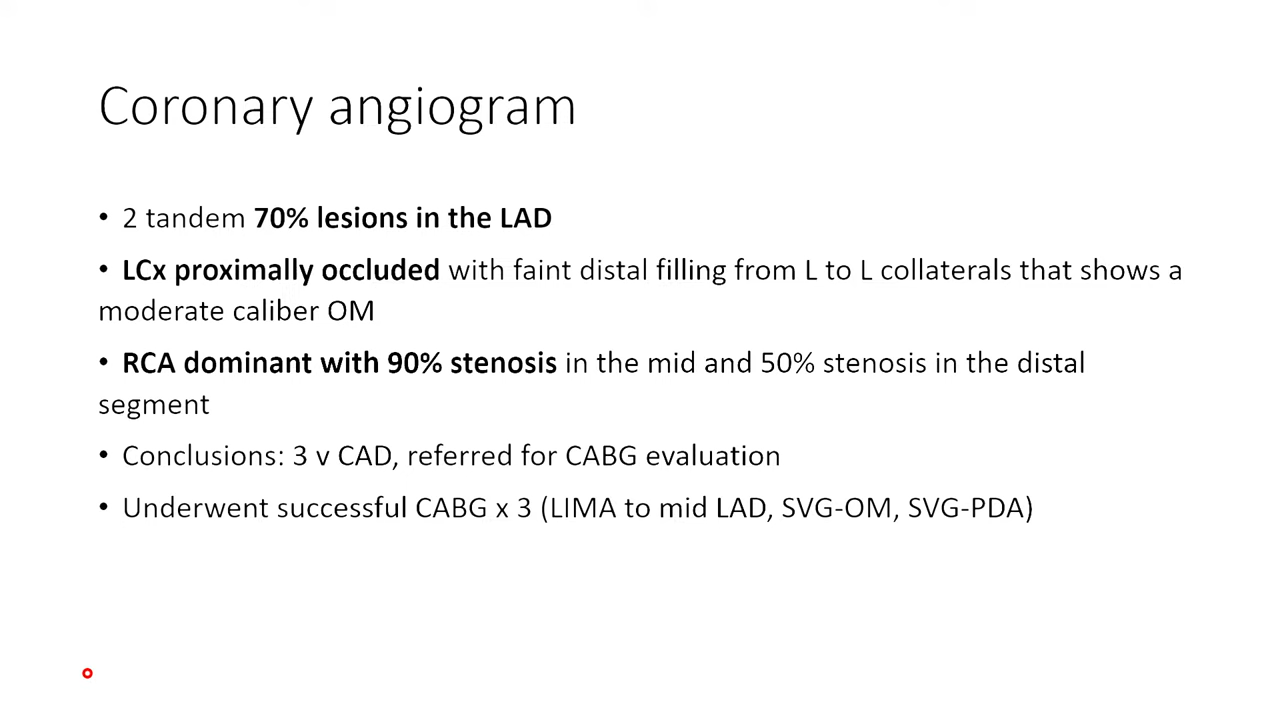 Coronary angiogram
• 2 tandem 70% lesions in the LAD
• LCx proximally occluded with faint distal filling from L to L collaterals that shows a
moderate caliber OM
• RCA dominant with 90% stenosis in the mid and 50% stenosis in the distal
segment
• Conclusions: 3 v CAD, referred for CABG evaluation
• Underwent successful CABG x 3 (LIMA to mid LAD, SVG-OM, SVG-PDA)